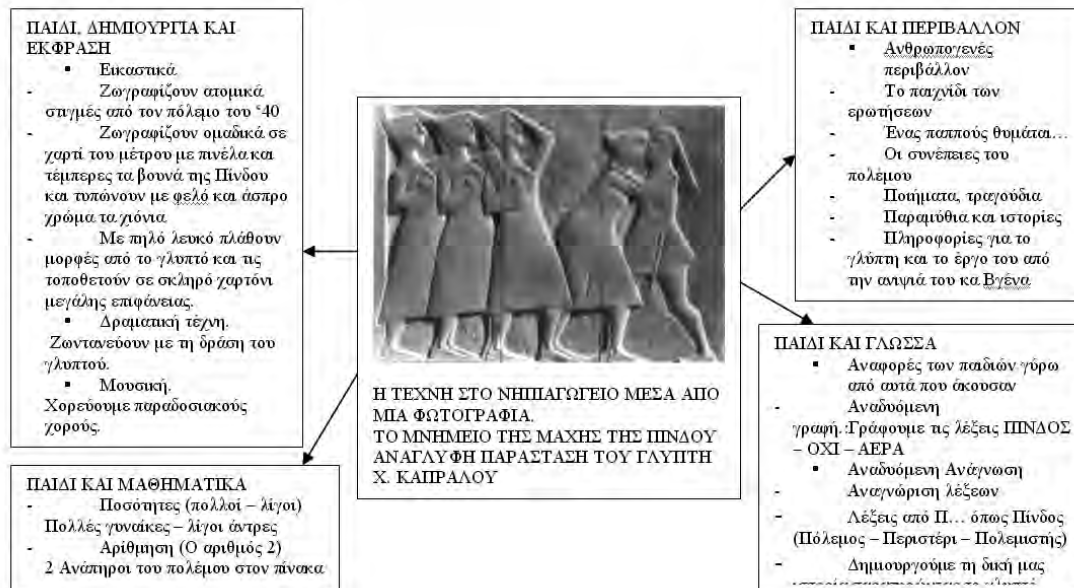 ΠΑΙΔΙ, ΔΗΜΙΟΥΡΓΙΑ ΚΑΙ
ΕΚΦΡΑΣΗ
▪ Εικαστικά
- Ζωγραφίζουν ατομικά
στιγμές από τον πόλεμο του ‘40
- Ζωγραφίζουν ομαδικά σε
χαρτί του μέτρου με πινέλα και
τέμπερες τα βουνά της Πίνδου
και τυπώνουν με φελό και άσπρο
χρώμα τα χιόνια
- Με πηλό λευκό πλάθουν
μορφές από το γλυπτό και τις
τοποθετούν σε σκληρό χαρτόνι
μεγάλης επιφάνειας.
▪ Δραματική τέχνη.
Ζοντανεύουν με τη δράση του
γλυπτού.
▪ Μουσική.
Χορεύουμε παραδοσιακούς
χορούς.
ΠΑΙΔΙ ΚΑΙ ΜΑΘΗΜΑΤΙΚΑ
- Ποσότητες (πολλοί – λίγοι)
Πολλές γυναίκες – λίγοι άντρες
- Αρίθμηση (Ο αριθμός 2)
2 Ανάπηροι του πολέμου στον πίνακα
Η ΤΕΧΝΗ ΣΤΟ ΝΗΠΙΑΓΩΓΕΙΟ ΜΕΣΑ ΑΠΟ
ΜΙΑ ΦΩΤΟΓΡΑΦΙΑ.
ΤΟ ΜΝΗΜΕΙΟ ΤΗΣ ΜΑΧΗΣ ΤΗΣ ΠΙΝΔΟΥ
ΑΝΑΓΛΥΦΗ ΠΑΡΑΣΤΑΣΗ ΤΟΥ ΓΛΥΠΤΗ
Χ. ΚΑΠΡΑΛΟΥ
ΠΑΙΔΙ ΚΑΙ ΠΕΡΙΒΑΛΛΟΝ
▪ Ανθρωπογενές
περιβάλλον
- Το παιχνίδι των
ερωτήσεων
- Ένας παππούς θυμάται…
- Οι συνέπειες του
πολέμου
- Ποιήματα, τραγούδια
- Παραμύθια και ιστορίες
- Πληροφορίες για το
γλύπτη και το έργο του από
την ανιψιά του κα Βγένα
ΠΑΙΔΙ ΚΑΙ ΓΛΩΣΣΑ
▪ Αναφορές των παιδιών γύρω
από αυτά που άκουσαν
- Αναδυόμενη
γραφή.:Γράφουμε τις λέξεις ΠΙΝΔΟΣ
– ΟΧΙ – ΑΕΡΑ
▪ Αναδυόμενη Ανάγνωση
- Αναγνώριση λέξεων
- Λέξεις από Π… όπως Πίνδος
(Πόλεμος – Περιστέρι – Πολεμιστής)
- Δημιουργούμε τη δική μας